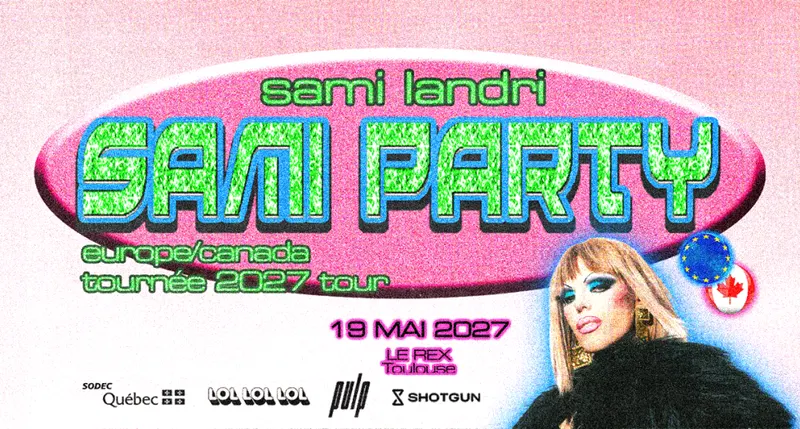 sami landri
SAMI PARTY
europe/canada
tournée 2027 tour
19 MAI 2027
LE REX
Toulouse
SODEC
Québec
LOL LOL LOL
pulp
SHOTGUN